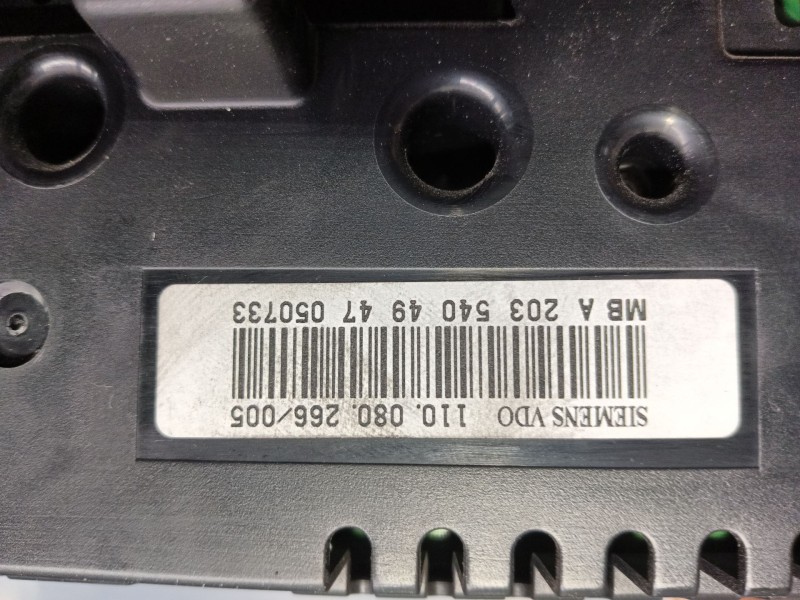 SIEMENS VDO 110. 080. 266/005
MB A 203 540 49 47 050733